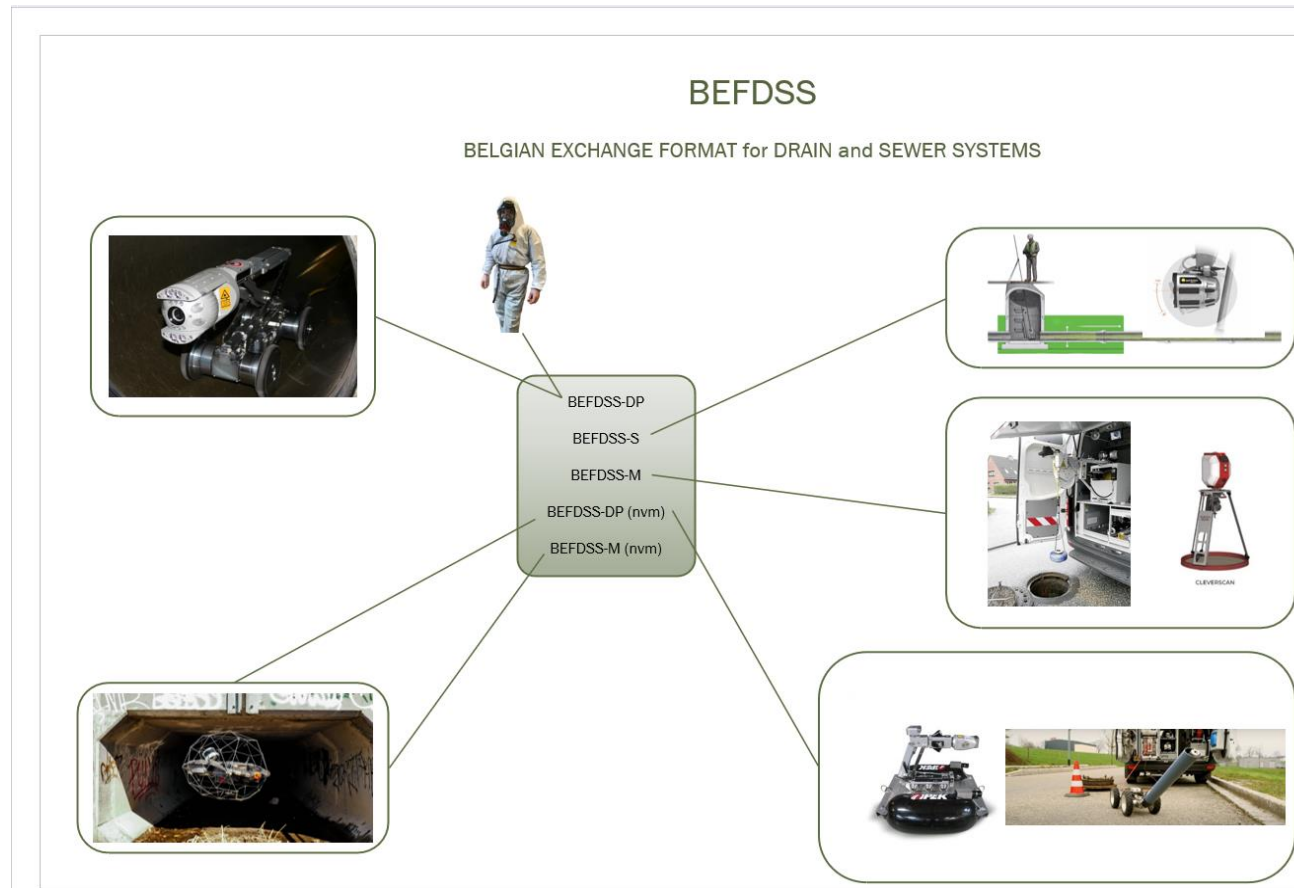 BEFDSS
BELGIAN EXCHANGE FORMAT for DRAIN and SEWER SYSTEMS
BEFDSS-DP
BEFDSS-S
BEFDSS-M
BEFDSS-DP (nvm)
BEFDSS-M (nvm)
CLEVERSCAN
IPEK